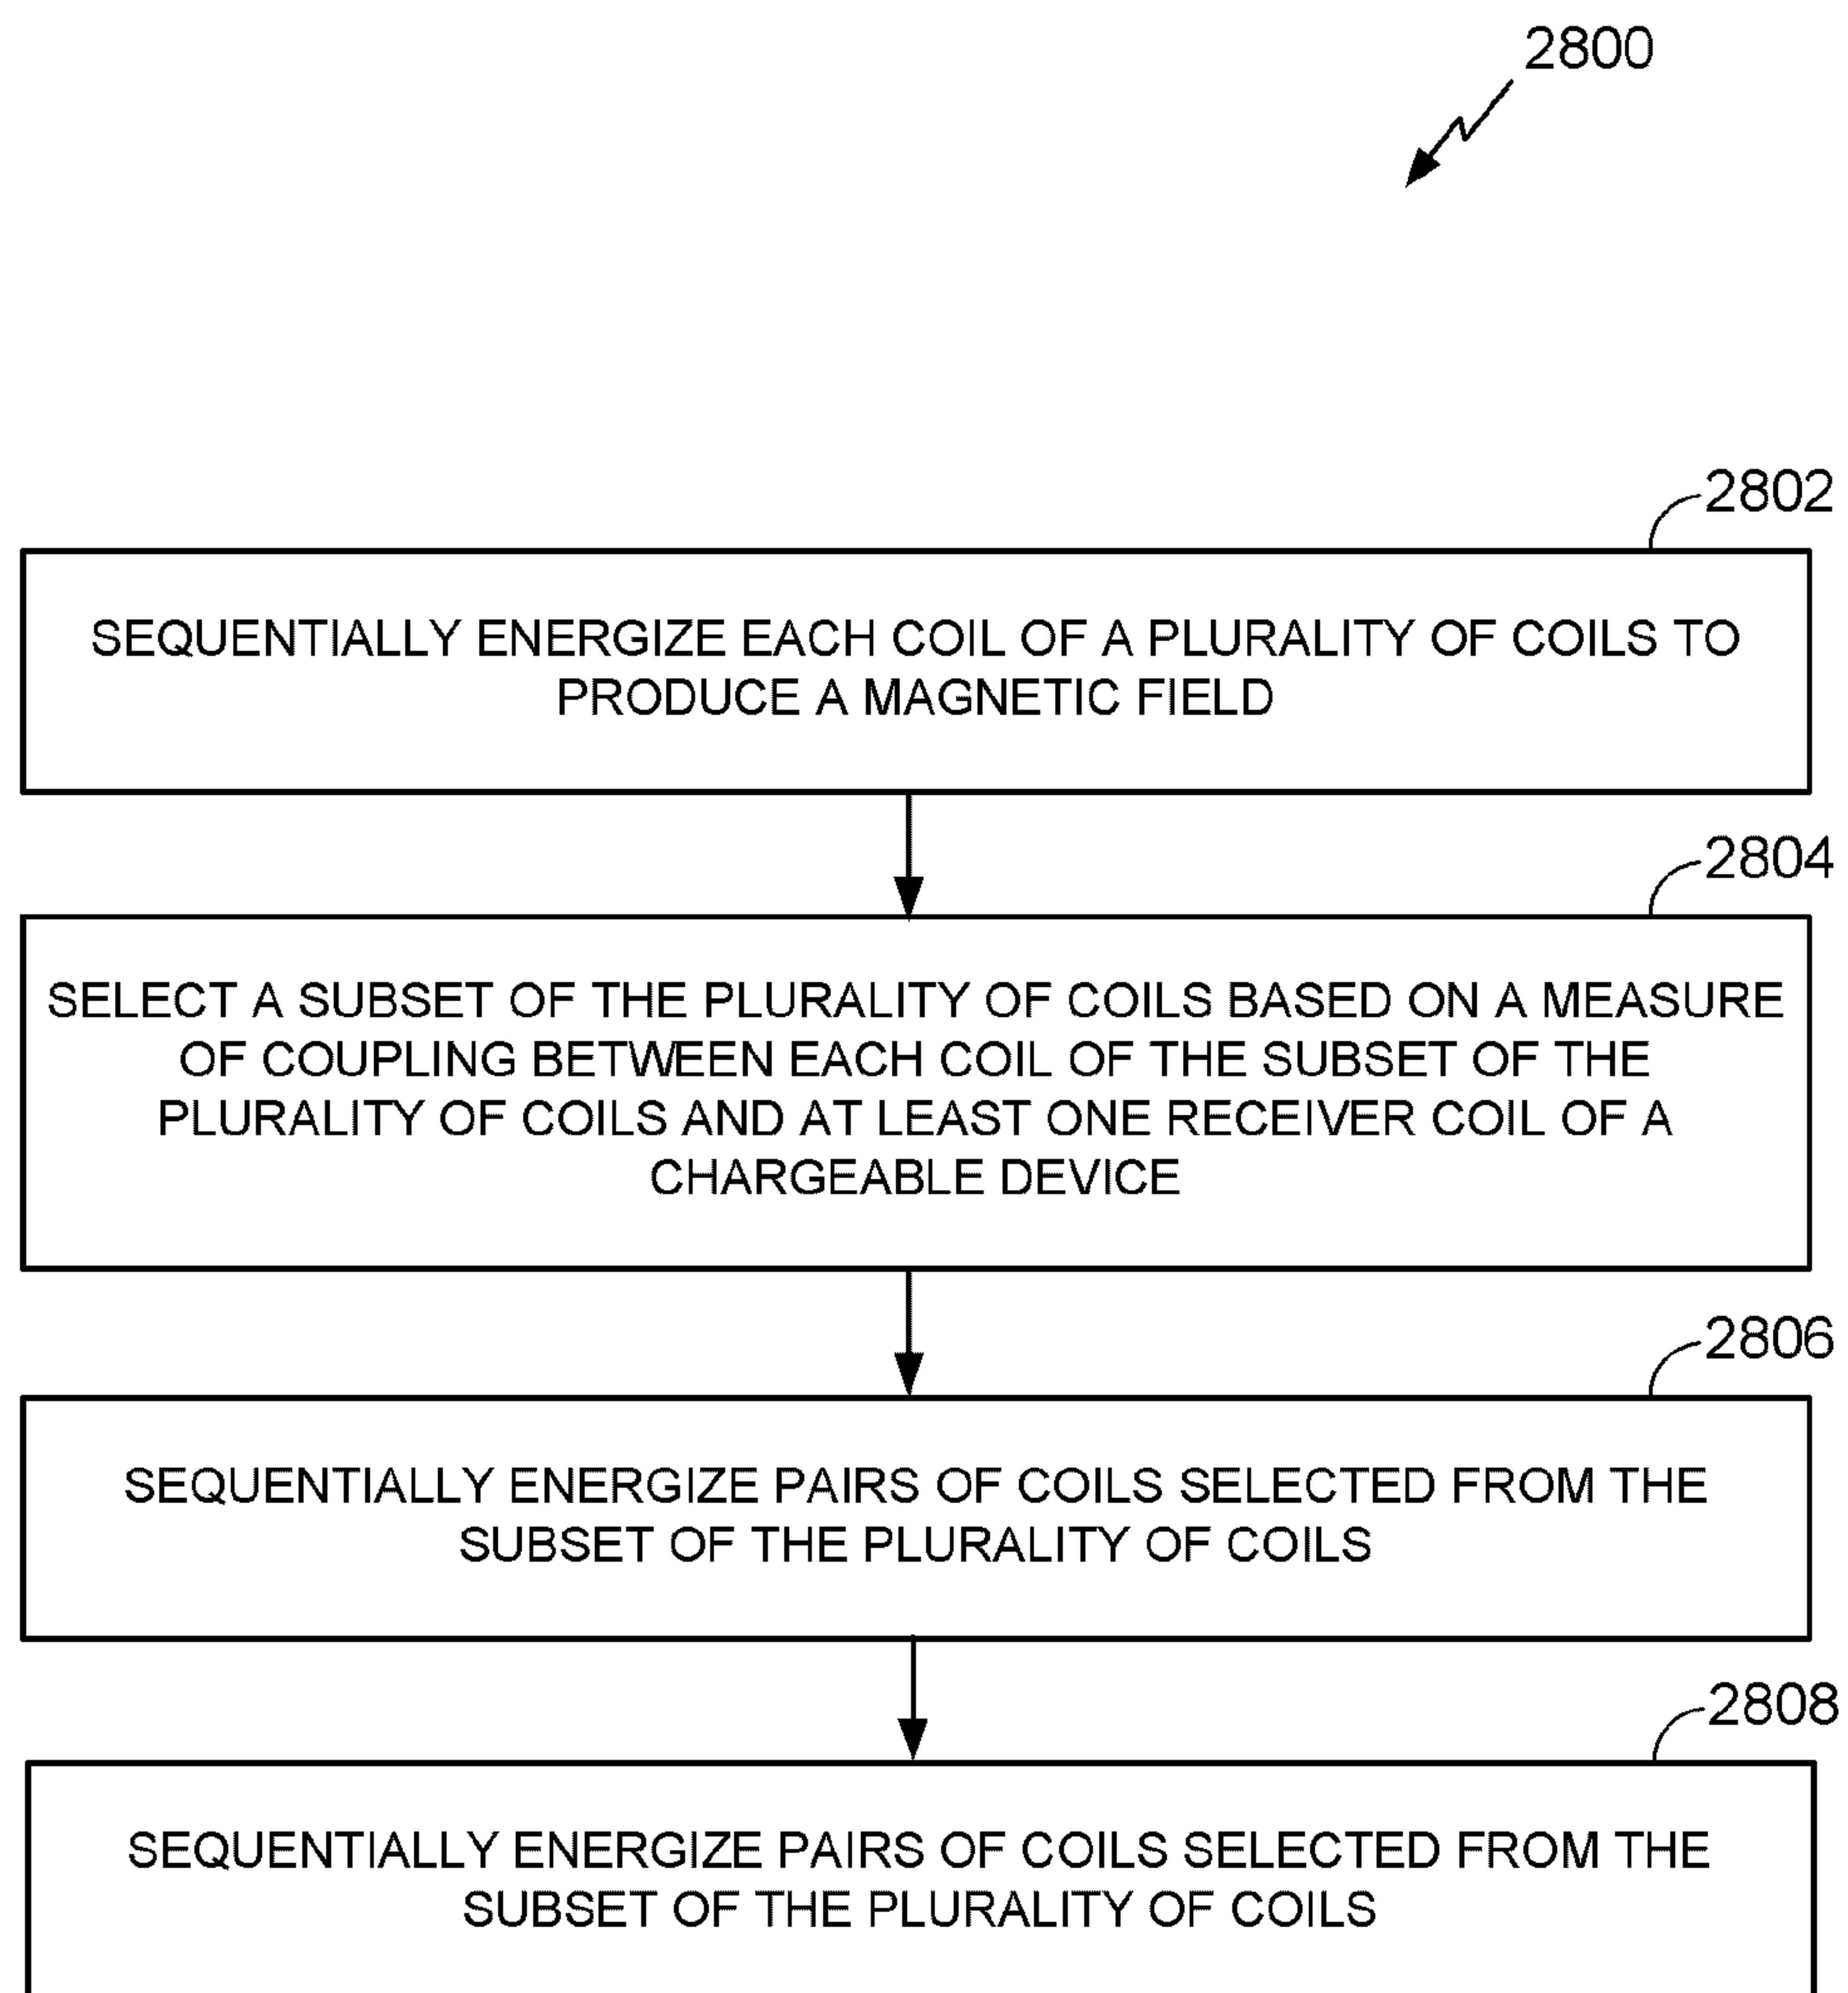 2800
2802
SEQUENTIALLY ENERGIZE EACH COIL OF A PLURALITY OF COILS TO
PRODUCE A MAGNETIC FIELD
2804
SELECT A SUBSET OF THE PLURALITY OF COILS BASED ON A MEASURE
OF COUPLING BETWEEN EACH COIL OF THE SUBSET OF THE
PLURALITY OF COILS AND AT LEAST ONE RECEIVER COIL OF A
CHARGEABLE DEVICE
2806
SEQUENTIALLY ENERGIZE PAIRS OF COILS SELECTED FROM THE
SUBSET OF THE PLURALITY OF COILS
2808
SEQUENTIALLY ENERGIZE PAIRS OF COILS SELECTED FROM THE
SUBSET OF THE PLURALITY OF COILS